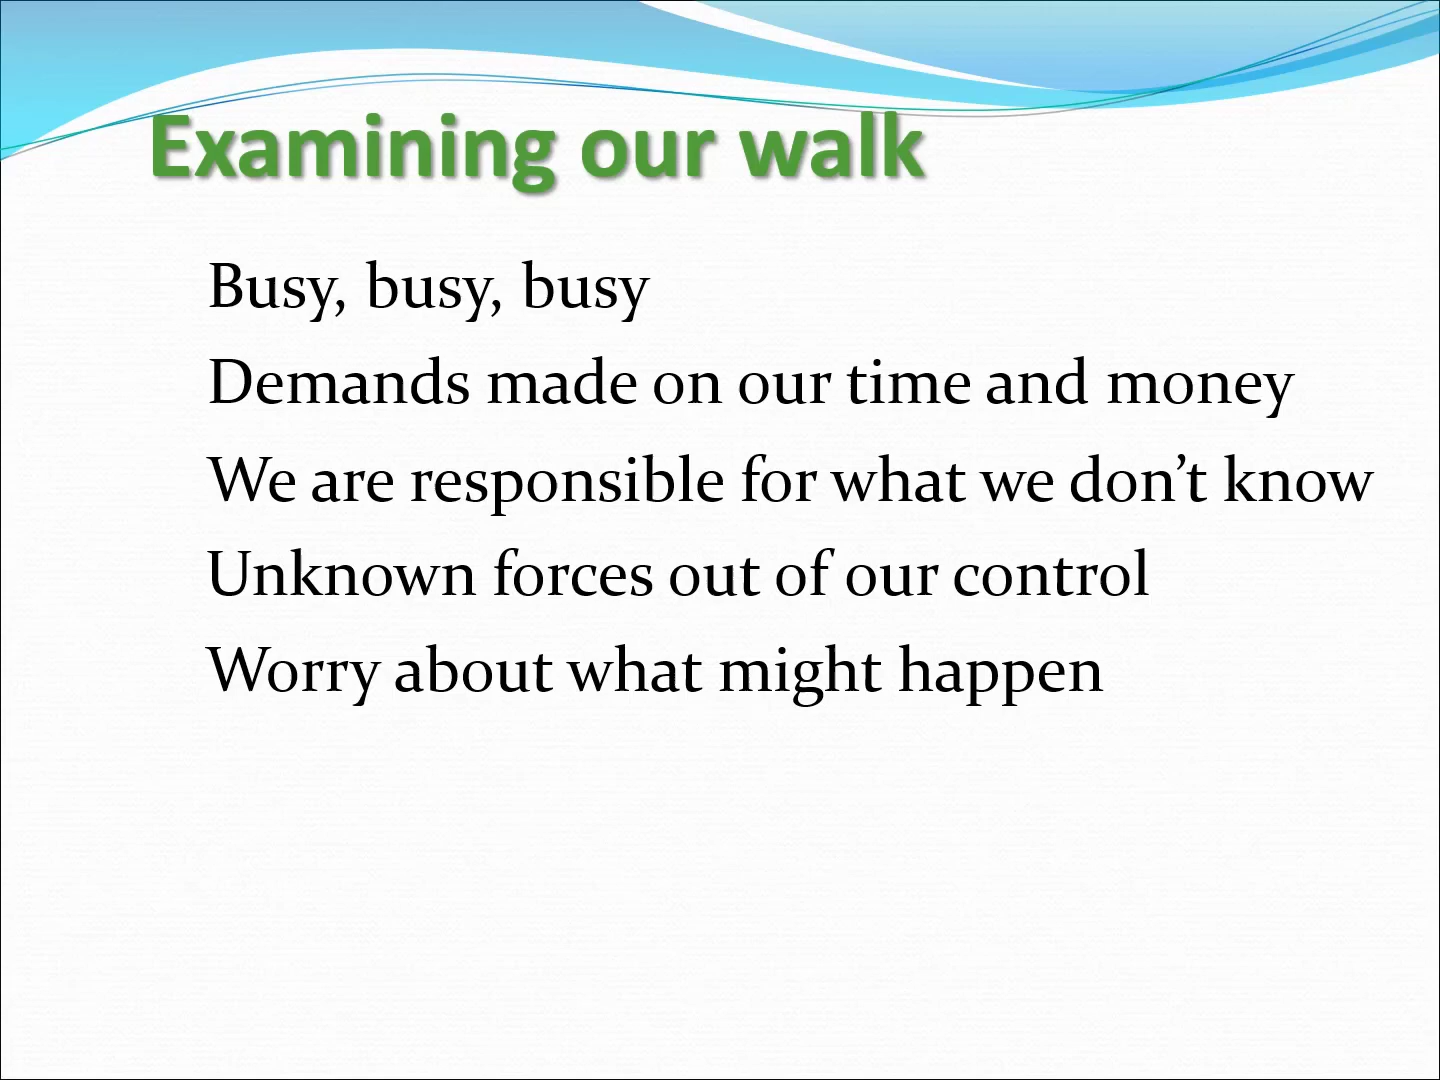 Examining our walk
Busy, busy, busy
Demands made on our time and money
We are responsible for what we don’t know
Unknown forces out of our control
Worry about what might happen